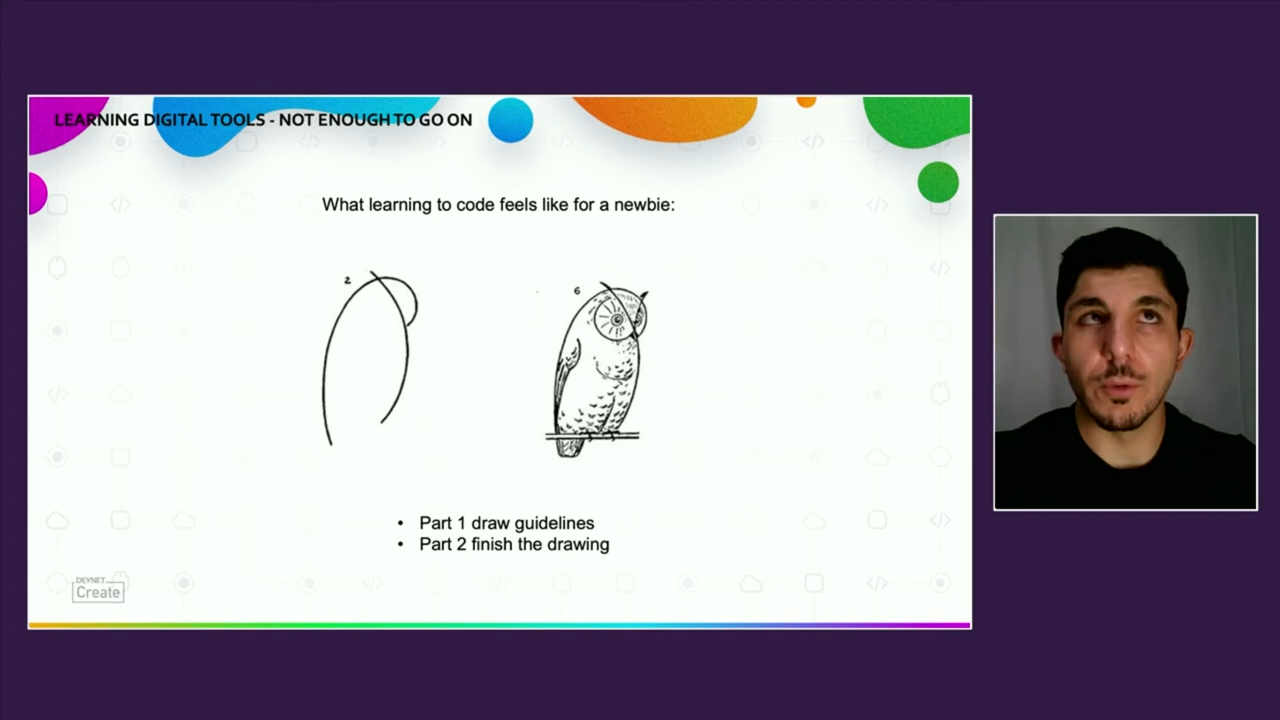 LEARNING DIGITAL TOOLS - NOT ENOUGH TO GO ON
What learning to code feels like for a newbie:
2
6
• Part 1 draw guidelines
• Part 2 finish the drawing
DEVNET
Create